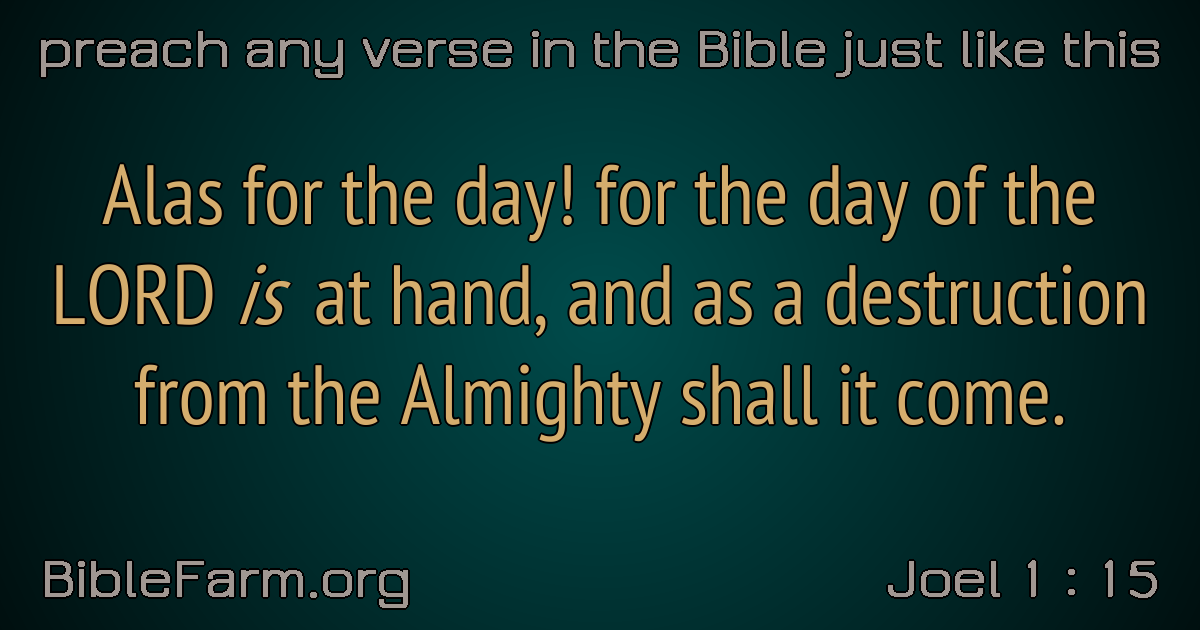 preach any verse in the Bible just like this
Alas for the day! for the day of the
LORD is at hand, and as a destruction
from the Almighty shall it come.
BibleFarm.org
Joel 1 : 15